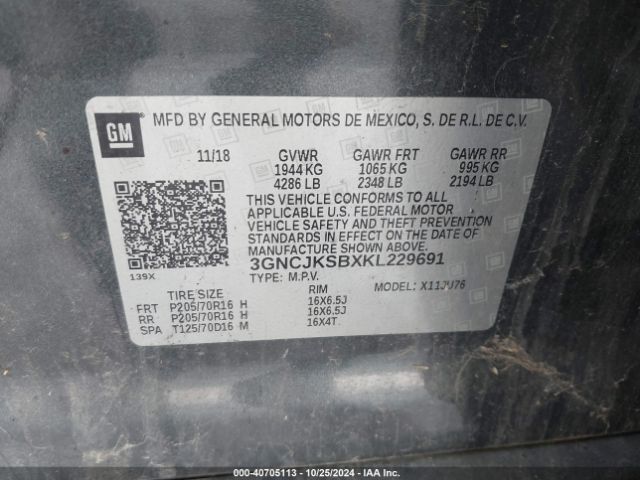 GM
MFD BY GENERAL MOTORS DE MEXICO, S. DE R.L. DE C.V.
11/18 GVWR GAWR FRT GAWR RR
1944 KG 1065 KG 995 KG
4286 LB 2348 LB 2194 LB
THIS VEHICLE CONFORMS TO ALL
APPLICABLE U.S. FEDERAL MOTOR
VEHICLE SAFETY AND THEFT
PREVENTION STANDARDS IN EFFECT ON THE DATE OF
MANUFACTURE SHOWN ABOVE.
3GNCJKSBXKL229691
139X
TYPE: M.P.V. MODEL: X11JU76
TIRE SIZE RIM
FRT P205/70R16 H 16X6.5J
RR P205/70R16 H 16X6.5J
SPA T125/70D16 M 16X4T
000-40705113 - 10/25/2024 - IAA Inc.